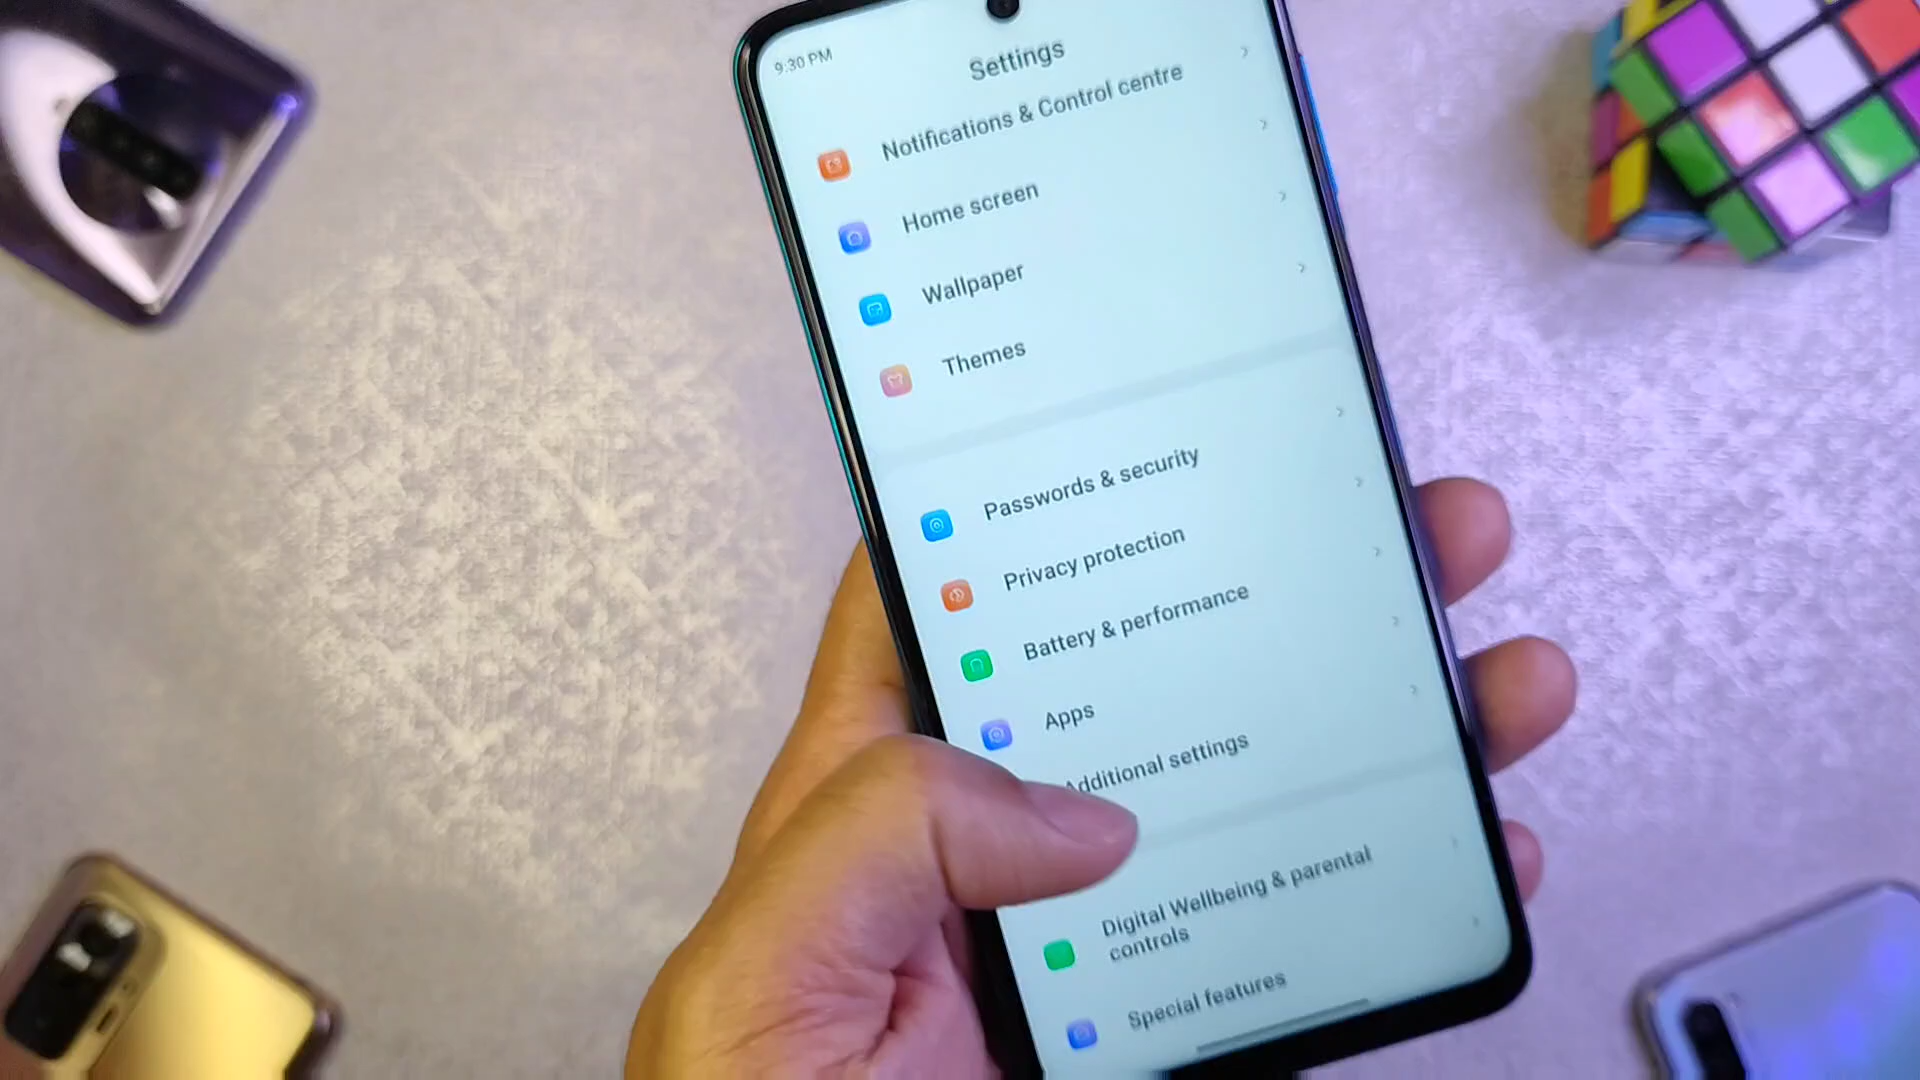 9:30 PM
Settings
Notifications & Control centre
Home screen
Wallpaper
Themes
Passwords & security
Privacy protection
Battery & performance
Apps
Additional settings
Digital Wellbeing & parental
controls
Special features